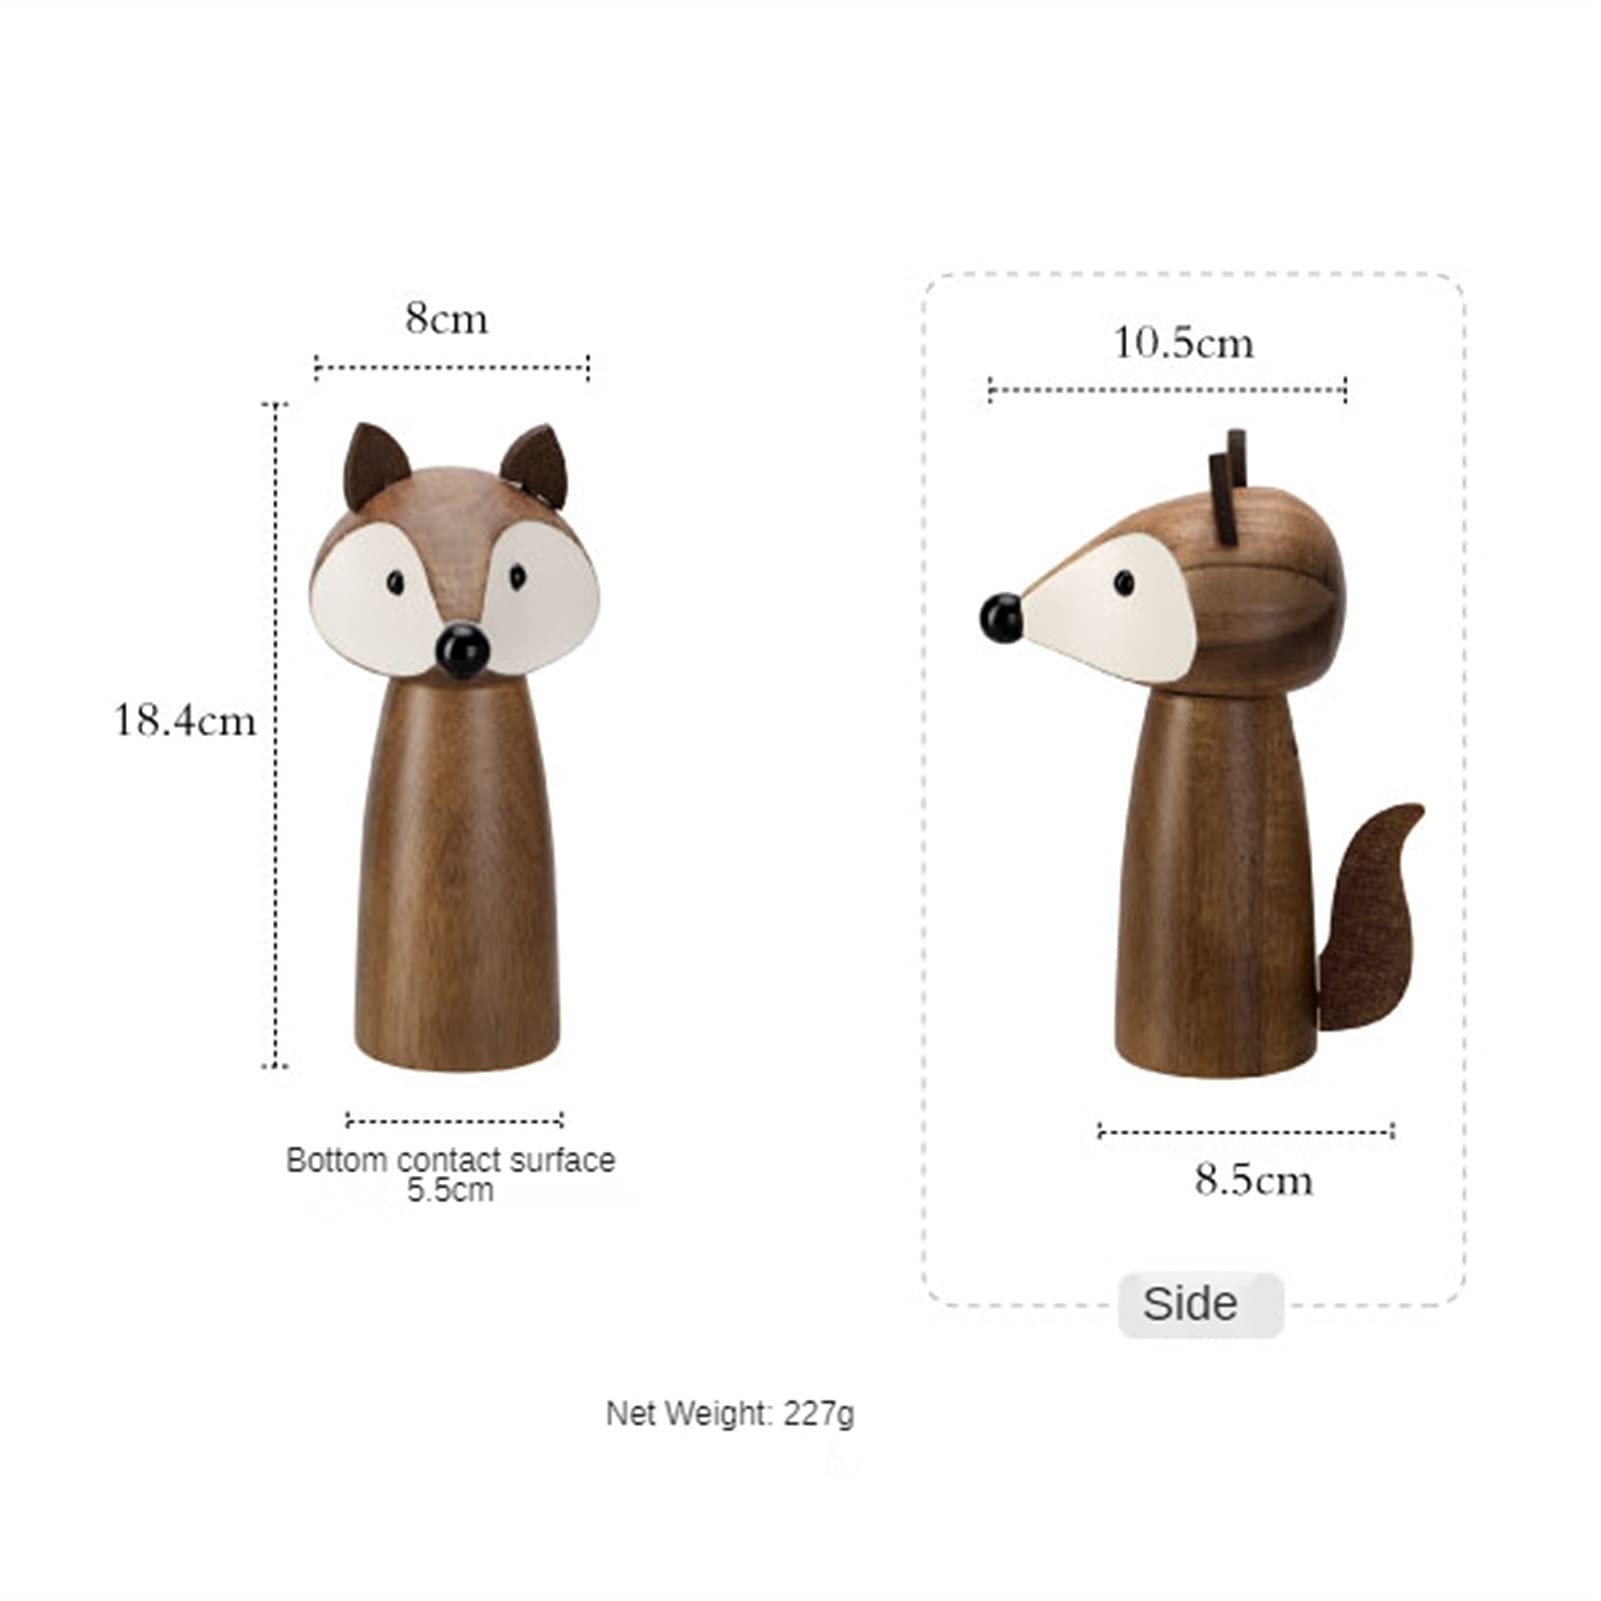 8cm
10.5cm
18.4cm
Bottom contact surface
5.5cm
8.5cm
Side
Net Weight: 227g